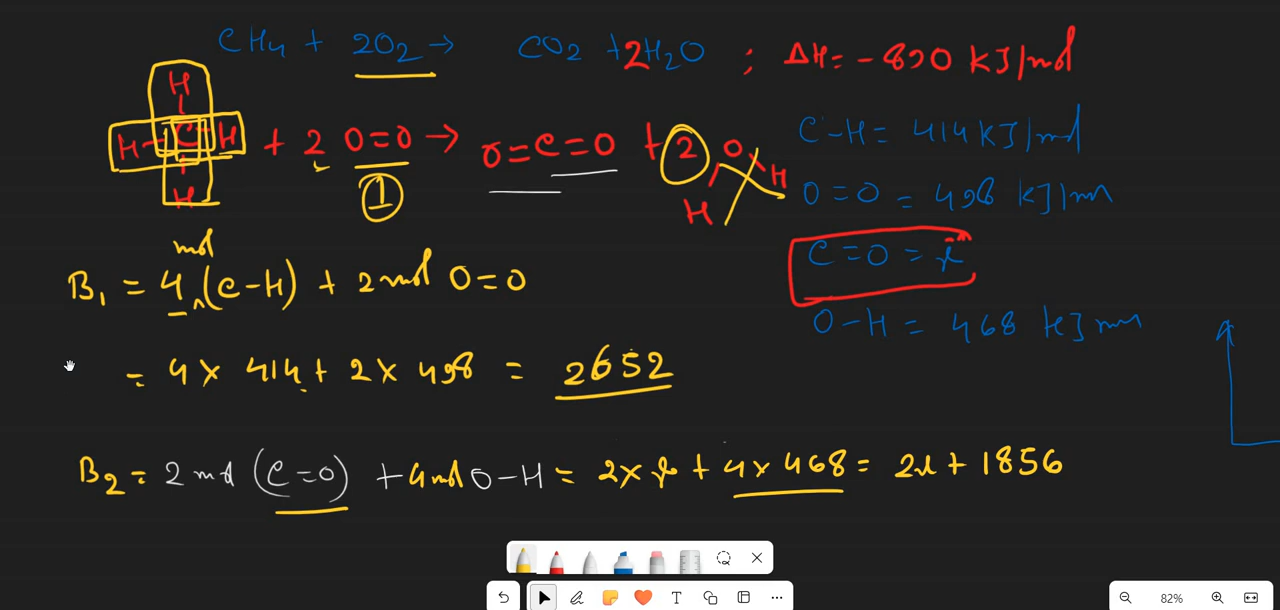 CH4 + 2O2 → CO2 + 2H2O ; ΔH = -890 KJ/mol
H
H-C-H + 2 O=O → O=C=O + 2 O
H
H
H
1
C-H = 414 KJ/mol
O=O = 498 KJ/mol
C=O = x
O-H = 468 KJ mol
mol
B1 = 4 (C-H) + 2 mol O=O
= 4 × 414 + 2 × 498 = 2652
B2 = 2 mol (C=O) + 4 mol O-H = 2 × x + 4 × 468 = 2x + 1856
82%